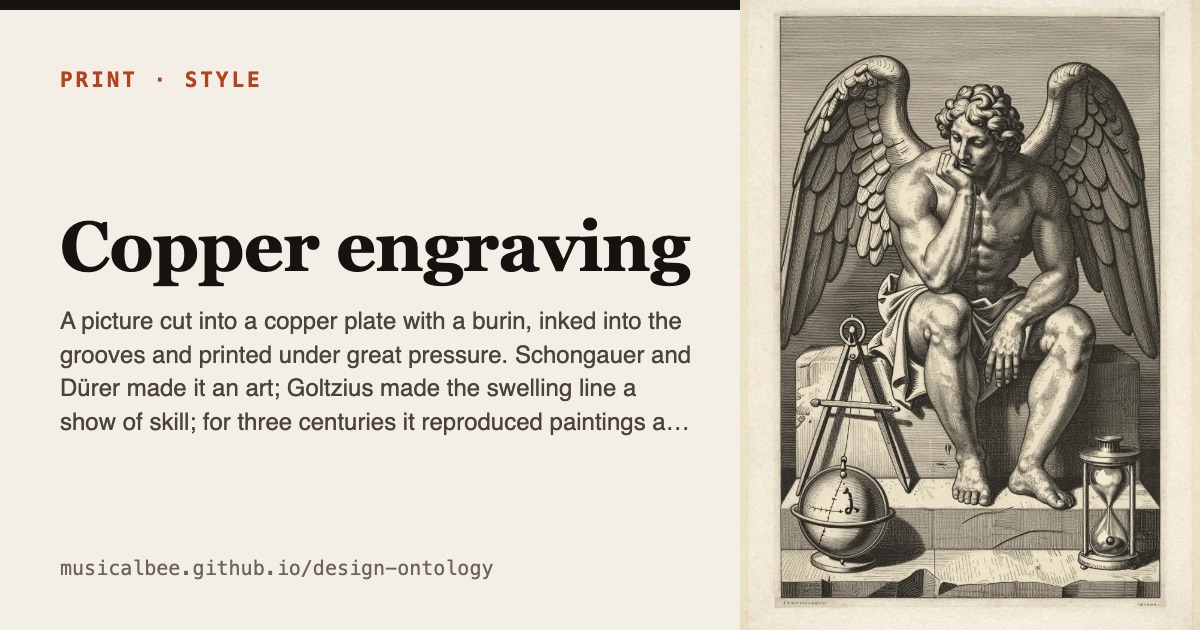 PRINT · STYLE
Copper engraving
A picture cut into a copper plate with a burin, inked into the
grooves and printed under great pressure. Schongauer and
Dürer made it an art; Goltzius made the swelling line a
show of skill; for three centuries it reproduced paintings a…
musicalbee.github.io/design-ontology